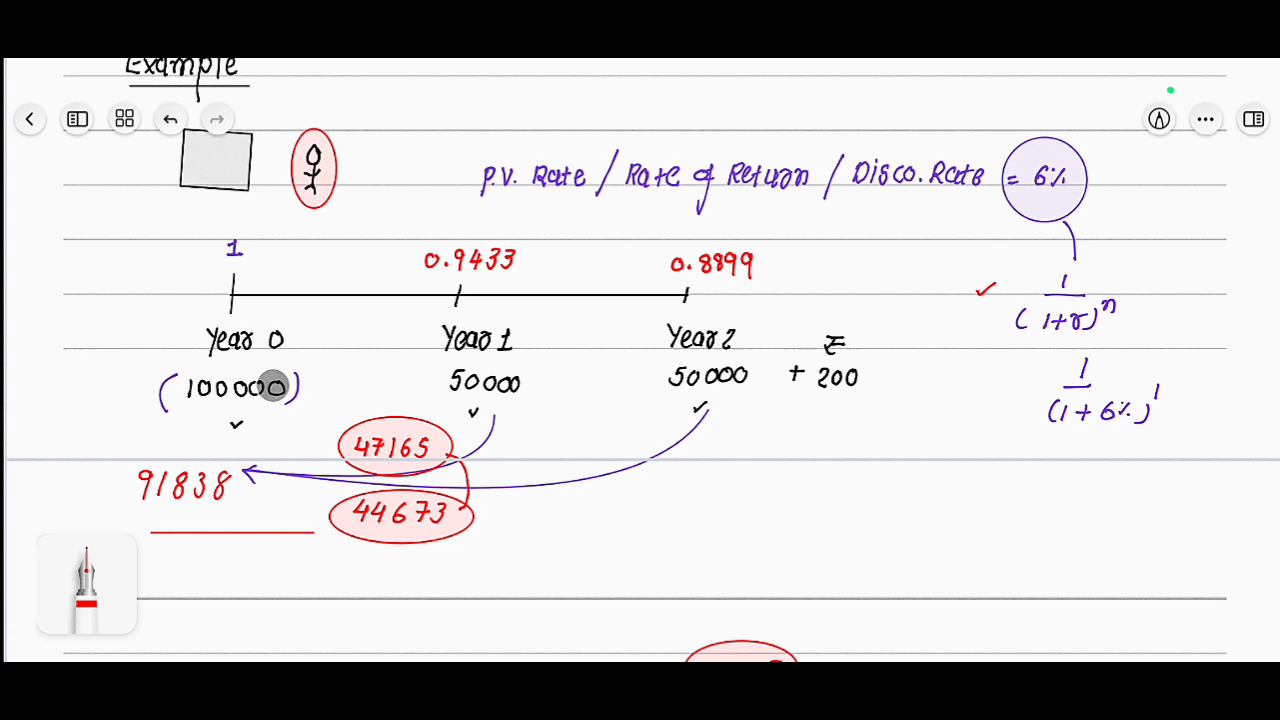 Example
P.V. Rate / Rate of Return / Disco. Rate = 6%
1 0.9433 0.8899
1
(1+r)^n
Year 0 Year 1 Year 2
(100000) 50000 50000 + 200
1
(1+6%)^1
47165
91838
44673